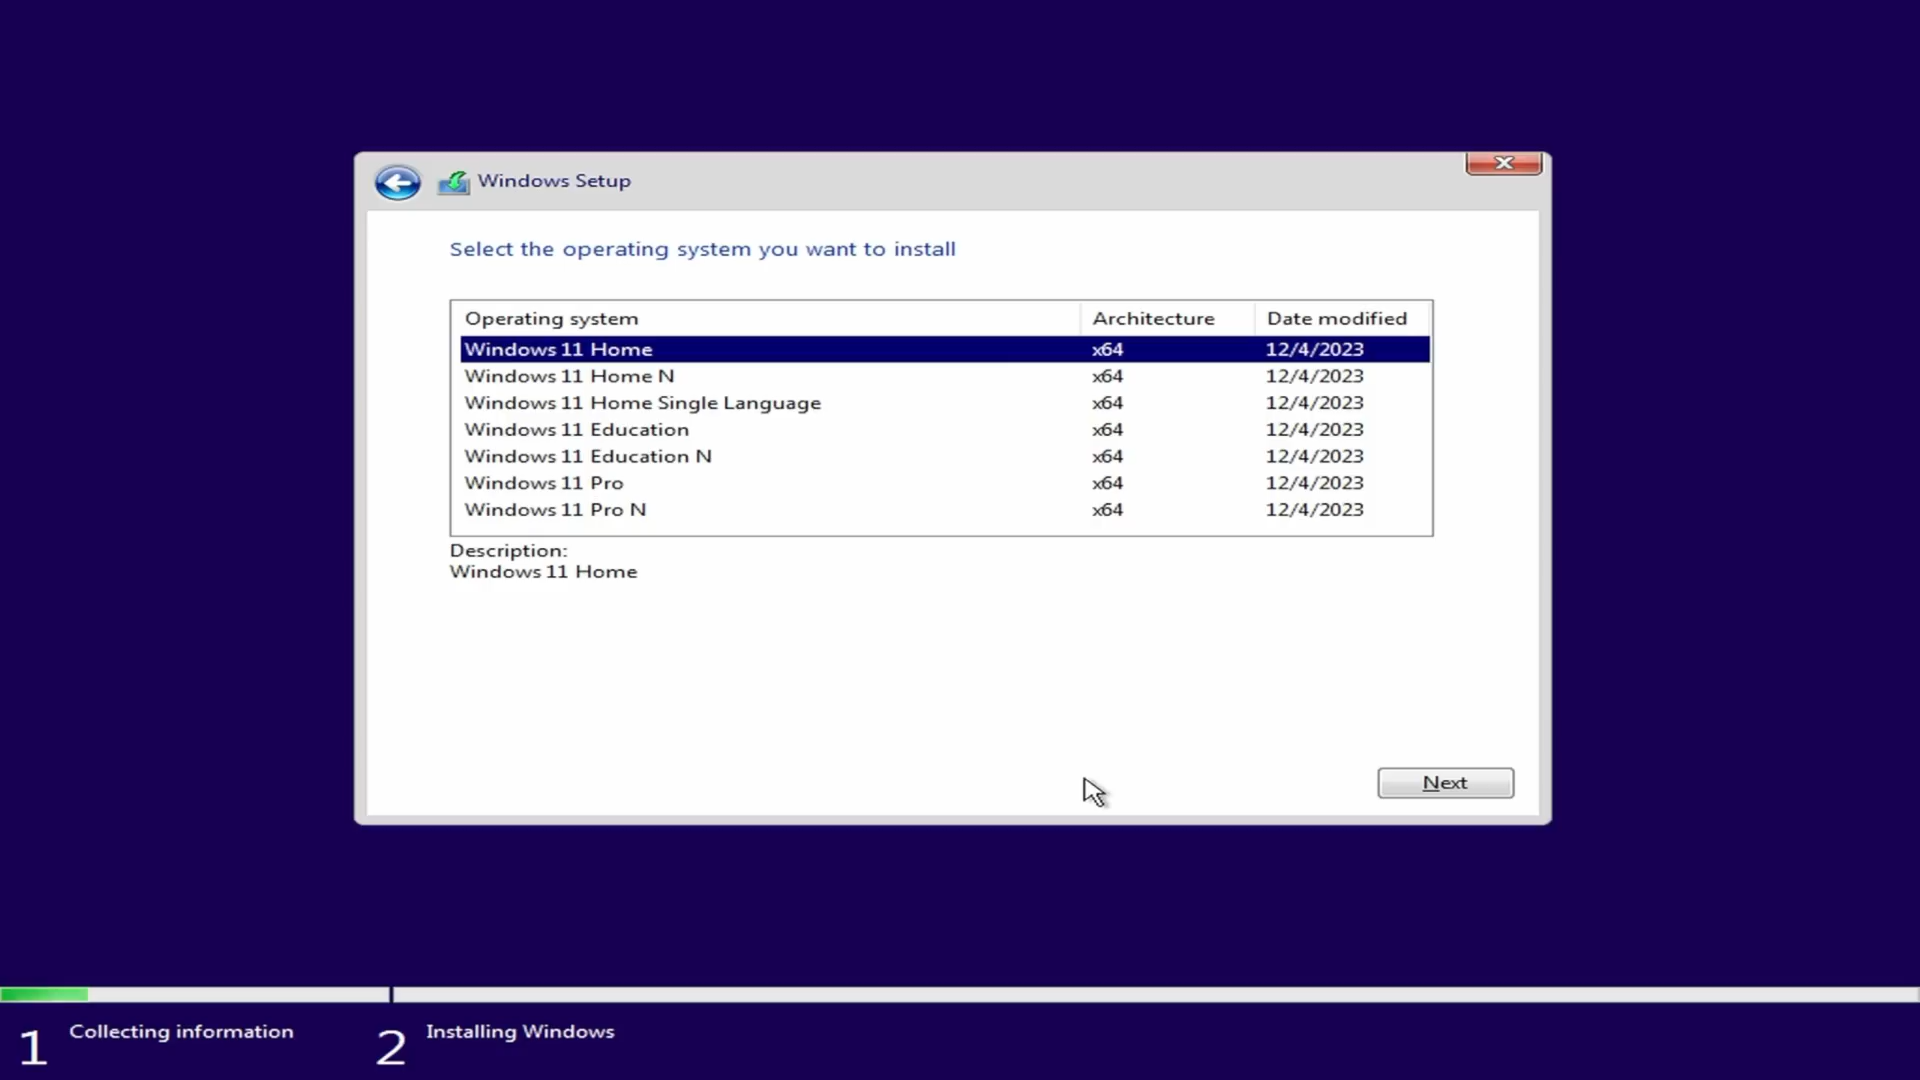 Windows Setup
Select the operating system you want to install
Operating system Architecture Date modified
Windows 11 Home x64 12/4/2023
Windows 11 Home N x64 12/4/2023
Windows 11 Home Single Language x64 12/4/2023
Windows 11 Education x64 12/4/2023
Windows 11 Education N x64 12/4/2023
Windows 11 Pro x64 12/4/2023
Windows 11 Pro N x64 12/4/2023
Description:
Windows 11 Home
Next
1 Collecting information 2 Installing Windows